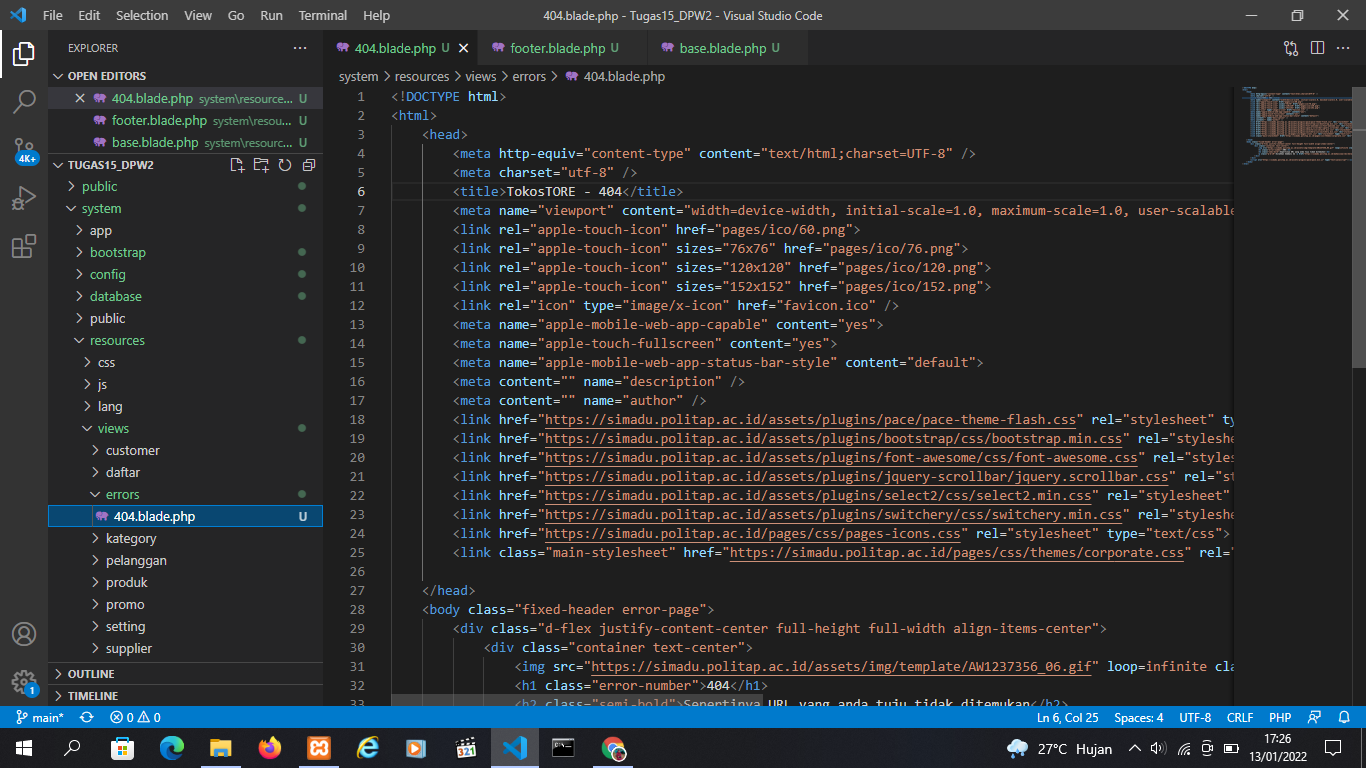 File Edit Selection View Go Run Terminal Help
404.blade.php - Tugas15_DPW2 - Visual Studio Code
EXPLORER
OPEN EDITORS
404.blade.php system\resource... U
footer.blade.php system\resou... U
base.blade.php system\resourc... U
4K+
TUGAS15_DPW2
public
system
app
bootstrap
config
database
public
resources
css
js
lang
views
customer
daftar
errors
404.blade.php U
kategory
pelanggan
produk
promo
setting
supplier
OUTLINE
TIMELINE
1
404.blade.php U
footer.blade.php U
base.blade.php U
system > resources > views > errors > 404.blade.php
1 <!DOCTYPE html>
2 <html>
3 <head>
4 <meta http-equiv="content-type" content="text/html;charset=UTF-8" />
5 <meta charset="utf-8" />
6 <title>TokosTORE - 404</title>
7 <meta name="viewport" content="width=device-width, initial-scale=1.0, maximum-scale=1.0, user-scalable
8 <link rel="apple-touch-icon" href="pages/ico/60.png">
9 <link rel="apple-touch-icon" sizes="76x76" href="pages/ico/76.png">
10 <link rel="apple-touch-icon" sizes="120x120" href="pages/ico/120.png">
11 <link rel="apple-touch-icon" sizes="152x152" href="pages/ico/152.png">
12 <link rel="icon" type="image/x-icon" href="favicon.ico" />
13 <meta name="apple-mobile-web-app-capable" content="yes">
14 <meta name="apple-touch-fullscreen" content="yes">
15 <meta name="apple-mobile-web-app-status-bar-style" content="default">
16 <meta content="" name="description" />
17 <meta content="" name="author" />
18 <link href="https://simadu.politap.ac.id/assets/plugins/pace/pace-theme-flash.css" rel="stylesheet" ty
19 <link href="https://simadu.politap.ac.id/assets/plugins/bootstrap/css/bootstrap.min.css" rel="styleshe
20 <link href="https://simadu.politap.ac.id/assets/plugins/font-awesome/css/font-awesome.css" rel="styles
21 <link href="https://simadu.politap.ac.id/assets/plugins/jquery-scrollbar/jquery.scrollbar.css" rel="st
22 <link href="https://simadu.politap.ac.id/assets/plugins/select2/css/select2.min.css" rel="stylesheet"
23 <link href="https://simadu.politap.ac.id/assets/plugins/switchery/css/switchery.min.css" rel="styleshe
24 <link href="https://simadu.politap.ac.id/pages/css/pages-icons.css" rel="stylesheet" type="text/css">
25 <link class="main-stylesheet" href="https://simadu.politap.ac.id/pages/css/themes/corporate.css" rel="
26
27 </head>
28 <body class="fixed-header error-page">
29 <div class="d-flex justify-content-center full-height full-width align-items-center">
30 <div class="container text-center">
31 <img src="https://simadu.politap.ac.id/assets/img/template/AW1237356_06.gif" loop=infinite cla
32 <h1 class="error-number">404</h1>
33 <h2 class="semi-bold">Sepertinya URL yang anda tuju tidak ditemukan</h2>
main* 0 0
Ln 6, Col 25 Spaces: 4 UTF-8 CRLF PHP
321
27°C Hujan
17:26
13/01/2022